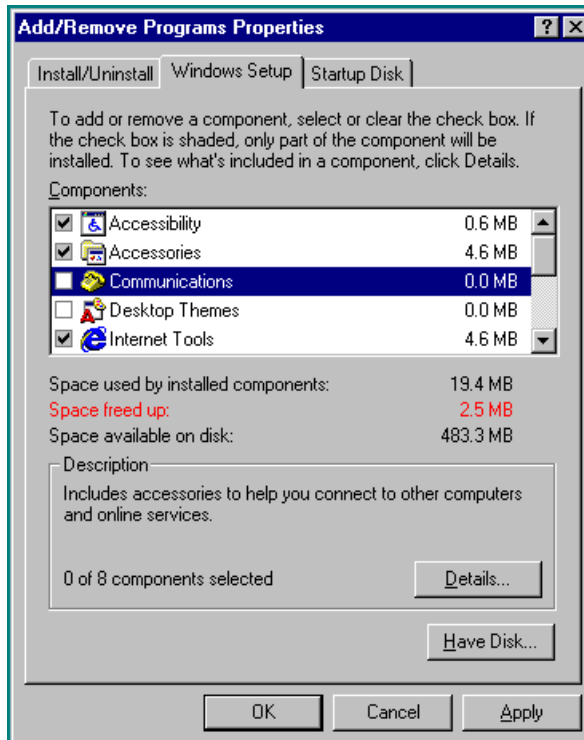 Add/Remove Programs Properties
Install/Uninstall Windows Setup Startup Disk
To add or remove a component, select or clear the check box. If
the check box is shaded, only part of the component will be
installed. To see what's included in a component, click Details.
Components:
Accessibility 0.6 MB
Accessories 4.6 MB
Communications 0.0 MB
Desktop Themes 0.0 MB
Internet Tools 4.6 MB
Space used by installed components: 19.4 MB
Space freed up: 2.5 MB
Space available on disk: 483.3 MB
Description
Includes accessories to help you connect to other computers
and online services.
0 of 8 components selected Details...
Have Disk...
OK Cancel Apply